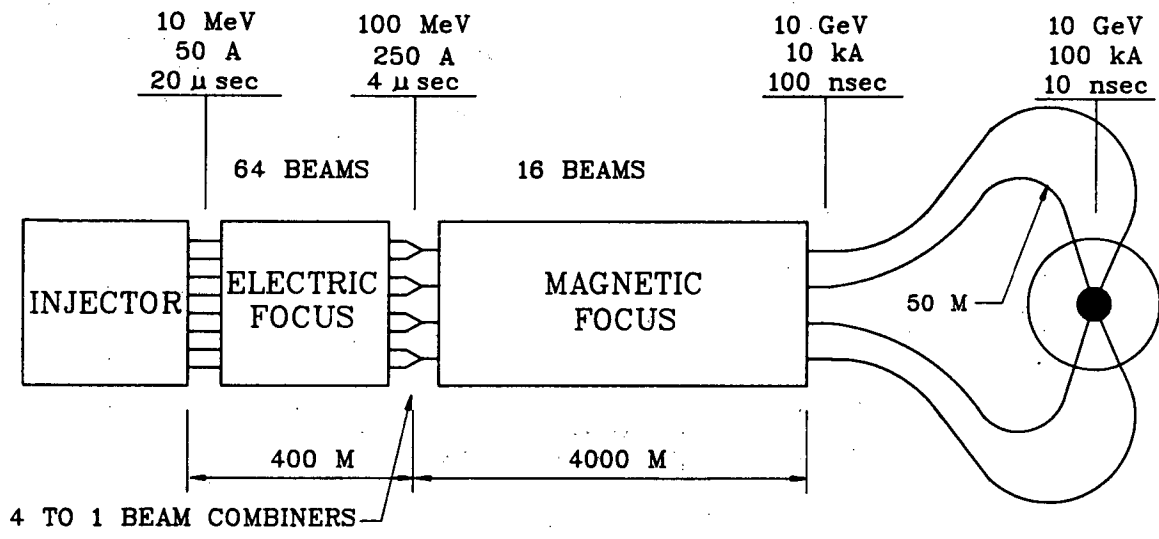 10 MeV
50 A
20 μ sec
100 MeV
250 A
4 μ sec
10 GeV
10 kA
100 nsec
10 GeV
100 kA
10 nsec
64 BEAMS
16 BEAMS
INJECTOR
ELECTRIC
FOCUS
MAGNETIC
FOCUS
50 M
400 M
4000 M
4 TO 1 BEAM COMBINERS